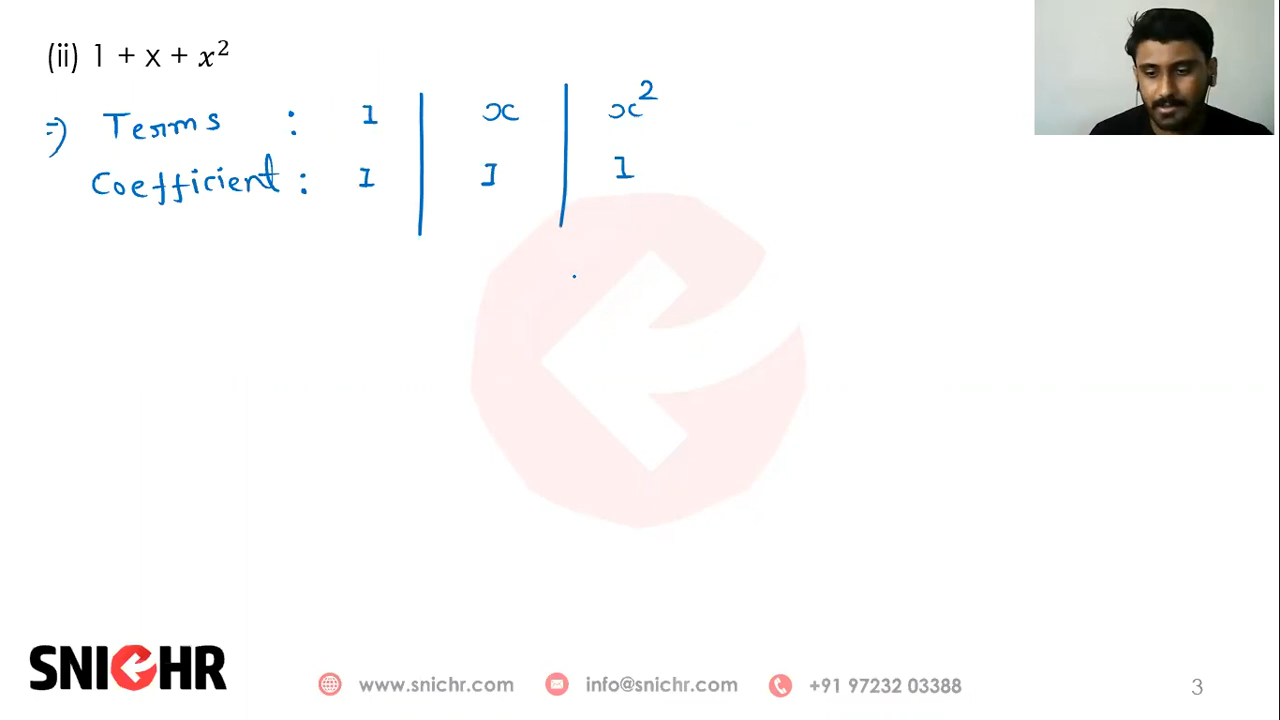 (ii) 1 + x + x²
⇒ Terms : 1 | x | x²
Coefficient : 1 | 1 | 1
SNICHR
www.snichr.com
info@snichr.com
+91 97232 03388
3